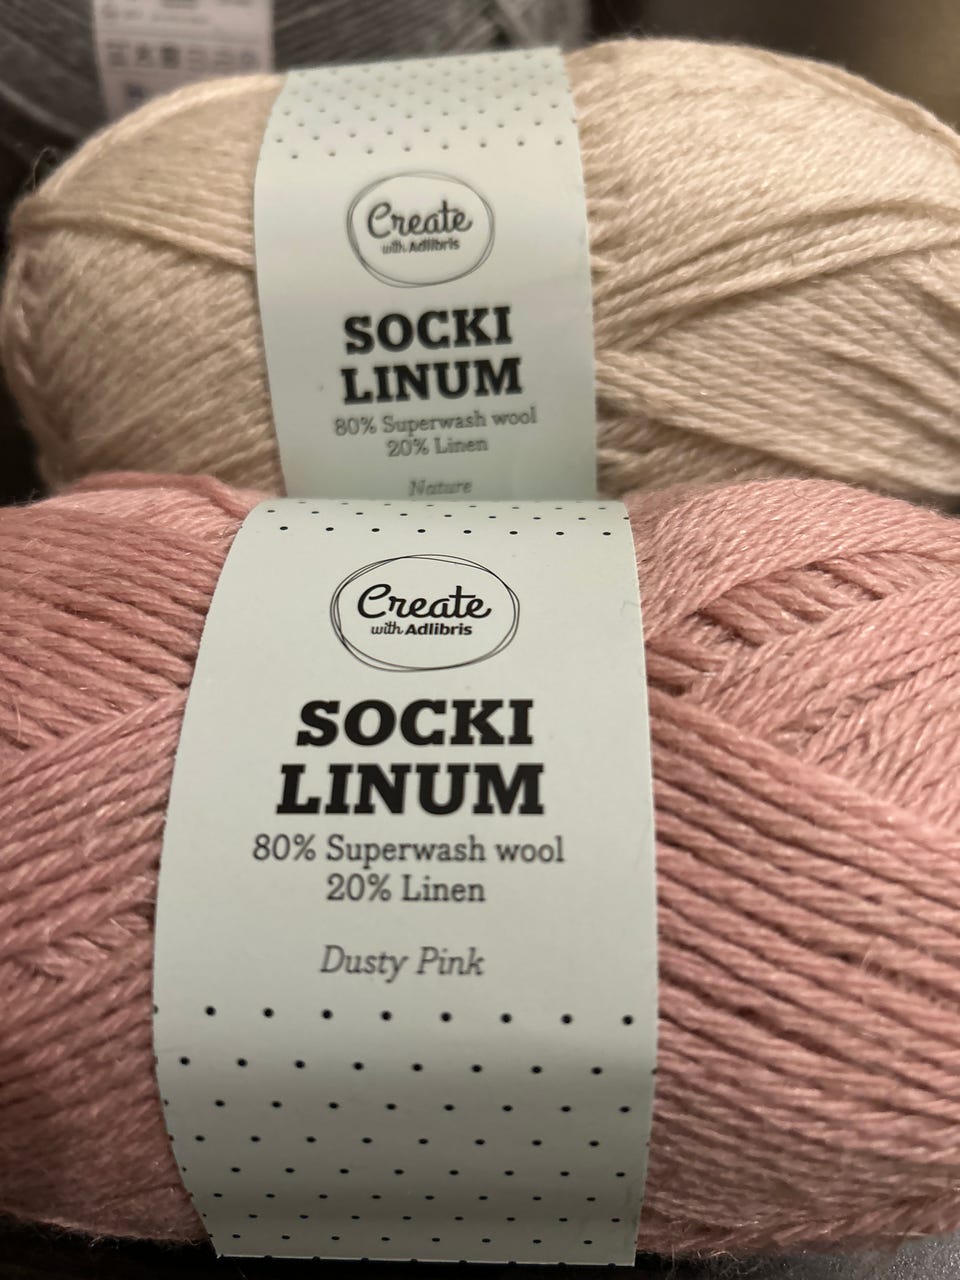 Create
with Adlibris
SOCKI
LINUM
80% Superwash wool
20% Linen
Nature
Create
with Adlibris
SOCKI
LINUM
80% Superwash wool
20% Linen
Dusty Pink